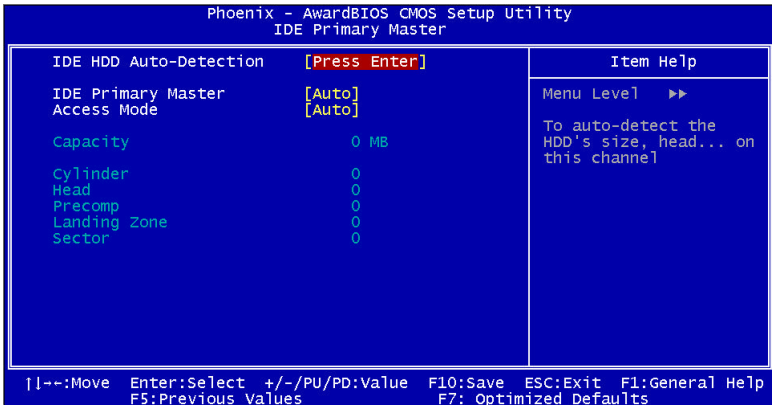 Phoenix - AwardBIOS CMOS Setup Utility
IDE Primary Master
IDE HDD Auto-Detection [Press Enter]
IDE Primary Master [Auto]
Access Mode [Auto]
Capacity 0 MB
Cylinder 0
Head 0
Precomp 0
Landing Zone 0
Sector 0
Item Help
Menu Level ▸▸
To auto-detect the
HDD's size, head... on
this channel
↑↓→←:Move Enter:Select +/-/PU/PD:Value F10:Save ESC:Exit F1:General Help
F5:Previous Values F7: Optimized Defaults